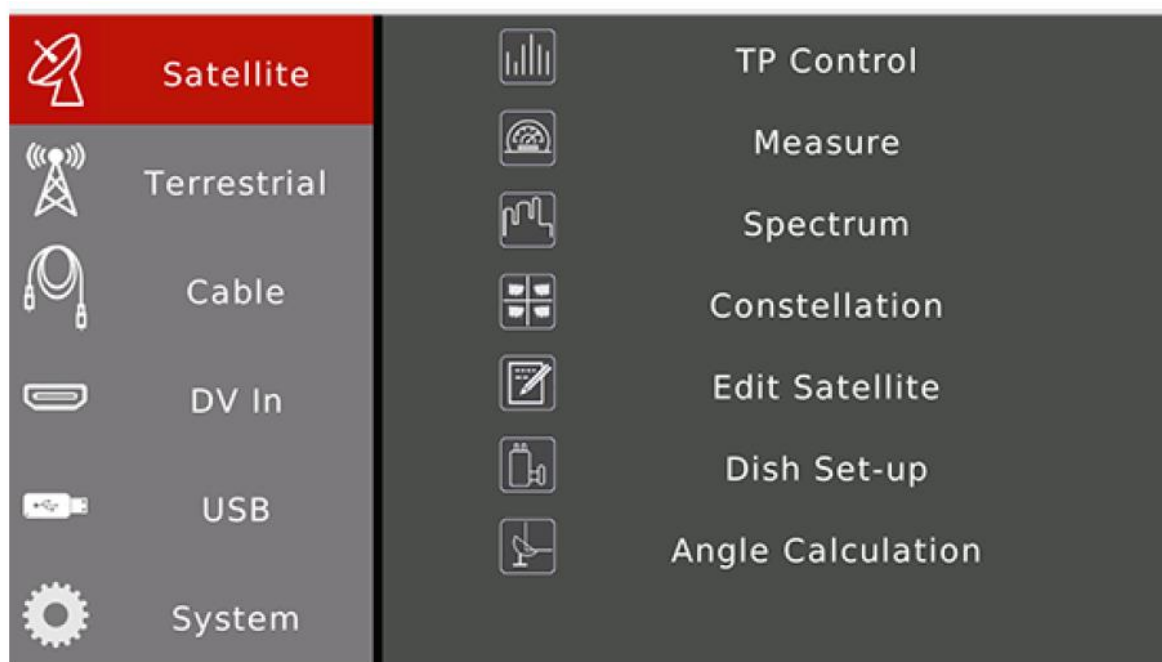 Satellite
Terrestrial
Cable
DV In
USB
System
TP Control
Measure
Spectrum
Constellation
Edit Satellite
Dish Set-up
Angle Calculation